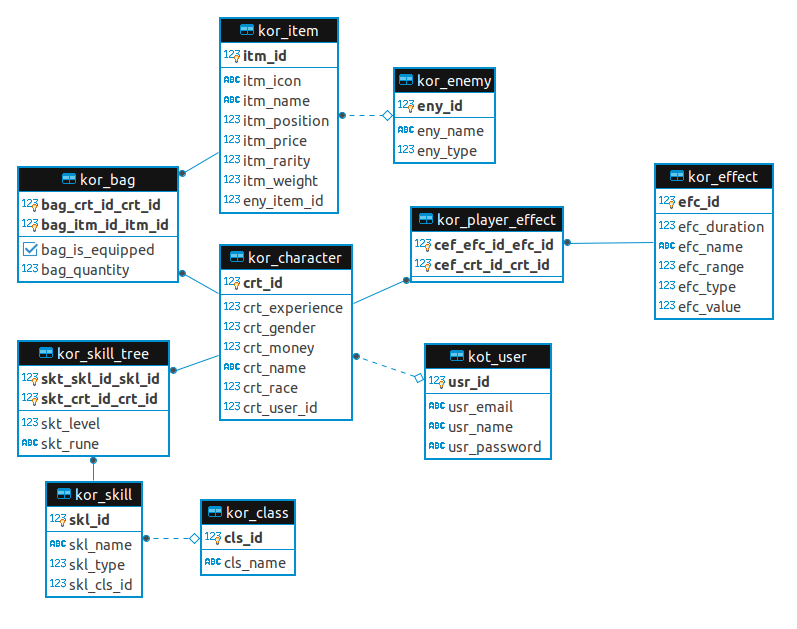 kor_item
123 itm_id
ABC itm_icon
ABC itm_name
123 itm_position
123 itm_price
123 itm_rarity
123 itm_weight
123 eny_item_id
kor_enemy
123 eny_id
ABC eny_name
123 eny_type
kor_bag
123 bag_crt_id_crt_id
123 bag_itm_id_itm_id
bag_is_equipped
123 bag_quantity
kor_effect
123 efc_id
123 efc_duration
ABC efc_name
123 efc_range
123 efc_type
123 efc_value
kor_player_effect
123 cef_efc_id_efc_id
123 cef_crt_id_crt_id
kor_character
123 crt_id
123 crt_experience
123 crt_gender
123 crt_money
ABC crt_name
123 crt_race
123 crt_user_id
kor_skill_tree
123 skt_skl_id_skl_id
123 skt_crt_id_crt_id
123 skt_level
ABC skt_rune
kot_user
123 usr_id
ABC usr_email
ABC usr_name
ABC usr_password
kor_skill
123 skl_id
ABC skl_name
123 skl_type
123 skl_cls_id
kor_class
123 cls_id
ABC cls_name